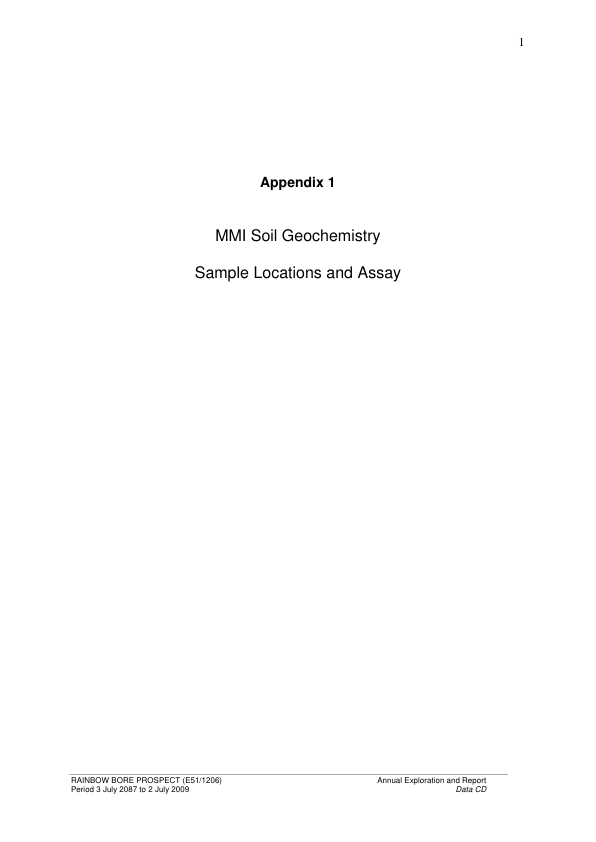 1
Appendix 1
MMI Soil Geochemistry
Sample Locations and Assay
RAINBOW BORE PROSPECT (E51/1206) Annual Exploration and Report
Period 3 July 2087 to 2 July 2009 Data CD